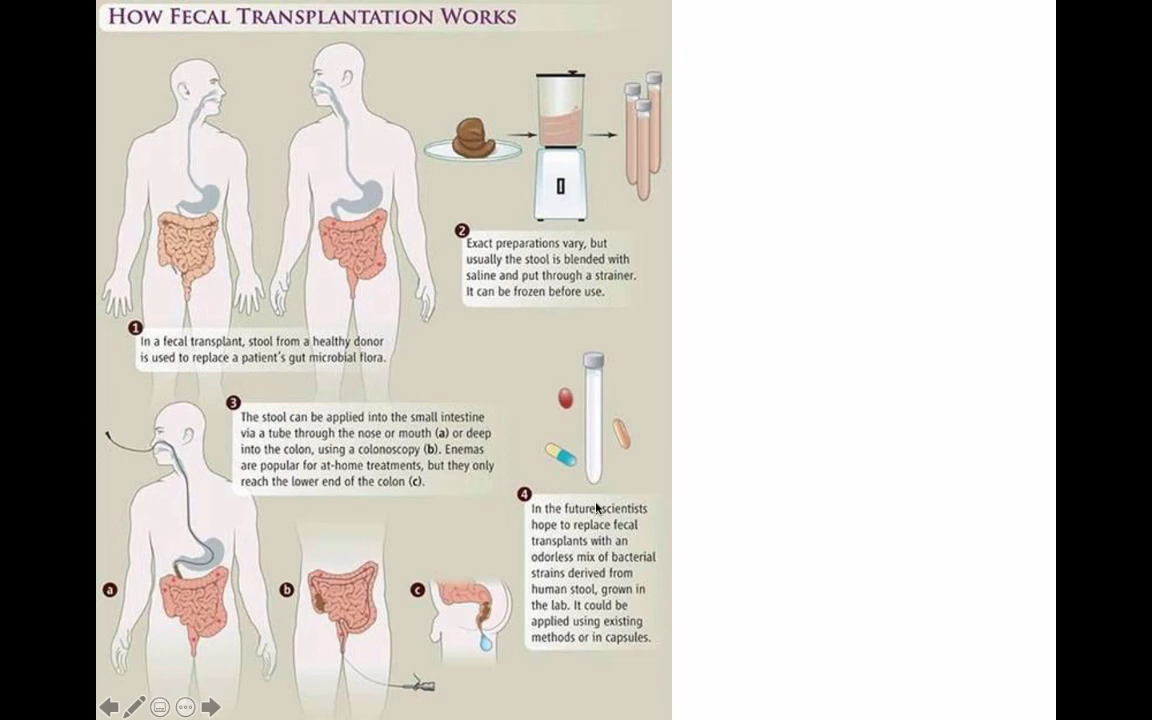 HOW FECAL TRANSPLANTATION WORKS
1
In a fecal transplant, stool from a healthy donor
is used to replace a patient's gut microbial flora.
2
Exact preparations vary, but
usually the stool is blended with
saline and put through a strainer.
It can be frozen before use.
3
The stool can be applied into the small intestine
via a tube through the nose or mouth (a) or deep
into the colon, using a colonoscopy (b). Enemas
are popular for at-home treatments, but they only
reach the lower end of the colon (c).
a
b
c
4
In the future scientists
hope to replace fecal
transplants with an
odorless mix of bacterial
strains derived from
human stool, grown in
the lab. It could be
applied using existing
methods or in capsules.